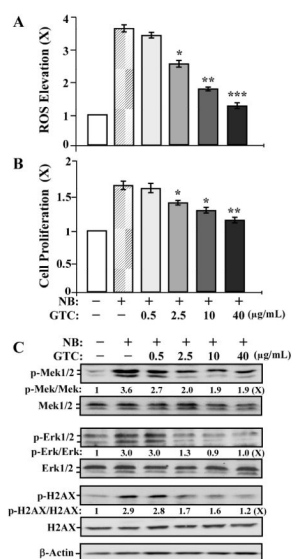 A
ROS Elevation (X)
4
3
2
1
0
*
**
***
B
Cell Proliferation (X)
2
1.5
1
0.5
0
*
*
**
NB: − + + + + +
GTC: − − 0.5 2.5 10 40 (µg/mL)
C
NB: − + + + + +
GTC: − − 0.5 2.5 10 40 (µg/mL)
p-Mek1/2
p-Mek/Mek: 1 3.6 2.7 2.0 1.9 1.9 (X)
Mek1/2
p-Erk1/2
p-Erk/Erk: 1 3.0 3.0 1.3 0.9 1.0 (X)
Erk1/2
p-H2AX
p-H2AX/H2AX: 1 2.9 2.8 1.7 1.6 1.2 (X)
H2AX
β-Actin